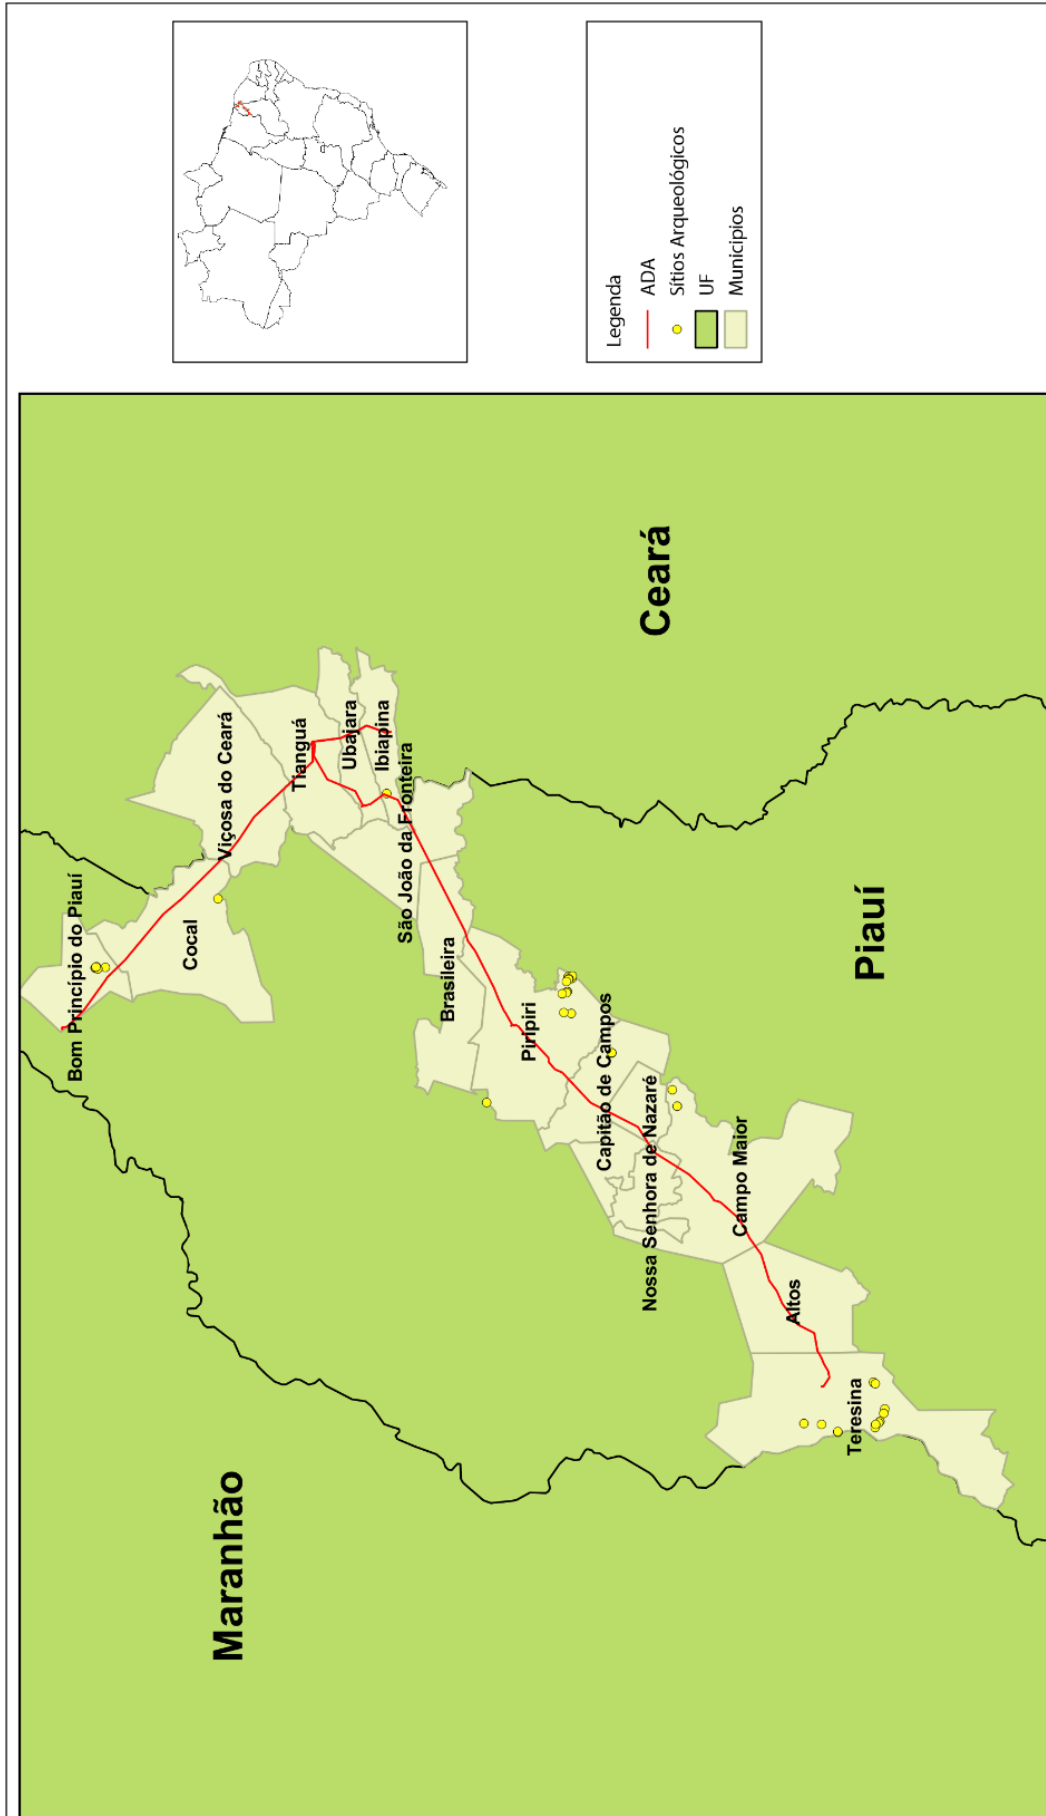 Maranhão
Piauí
Ceará
Bom Princípio do Piauí
Cocal
Viçosa do Ceará
Tianguá
Ubajara
Ibiapina
São João da Fronteira
Brasileira
Piripiri
Capitão de Campos
Nossa Senhora de Nazaré
Campo Maior
Altos
Teresina
Legenda
ADA
Sítios Arqueológicos
UF
Municipios